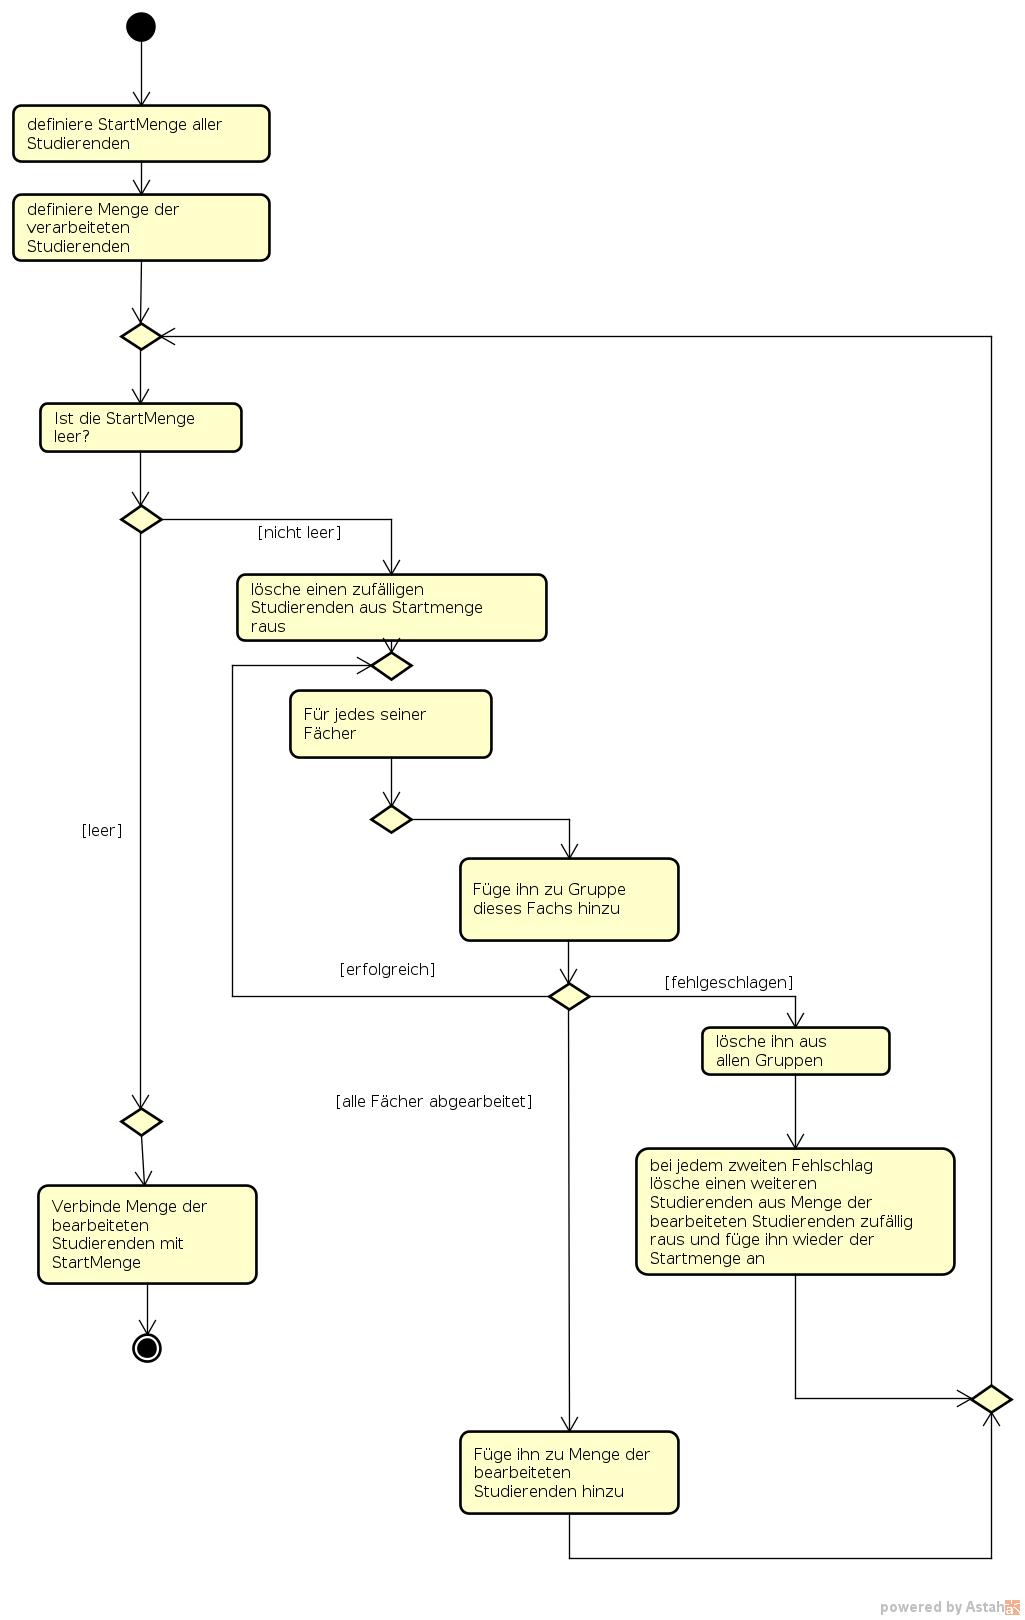 definiere StartMenge aller
Studierenden
definiere Menge der
verarbeiteten
Studierenden
Ist die StartMenge
leer?
[nicht leer]
lösche einen zufälligen
Studierenden aus Startmenge
raus
Für jedes seiner
Fächer
[leer]
Füge ihn zu Gruppe
dieses Fachs hinzu
[erfolgreich]
[fehlgeschlagen]
lösche ihn aus
allen Gruppen
[alle Fächer abgearbeitet]
bei jedem zweiten Fehlschlag
lösche einen weiteren
Studierenden aus Menge der
bearbeiteten Studierenden zufällig
raus und füge ihn wieder der
Startmenge an
Verbinde Menge der
bearbeiteten
Studierenden mit
StartMenge
Füge ihn zu Menge der
bearbeiteten
Studierenden hinzu
powered by Astah